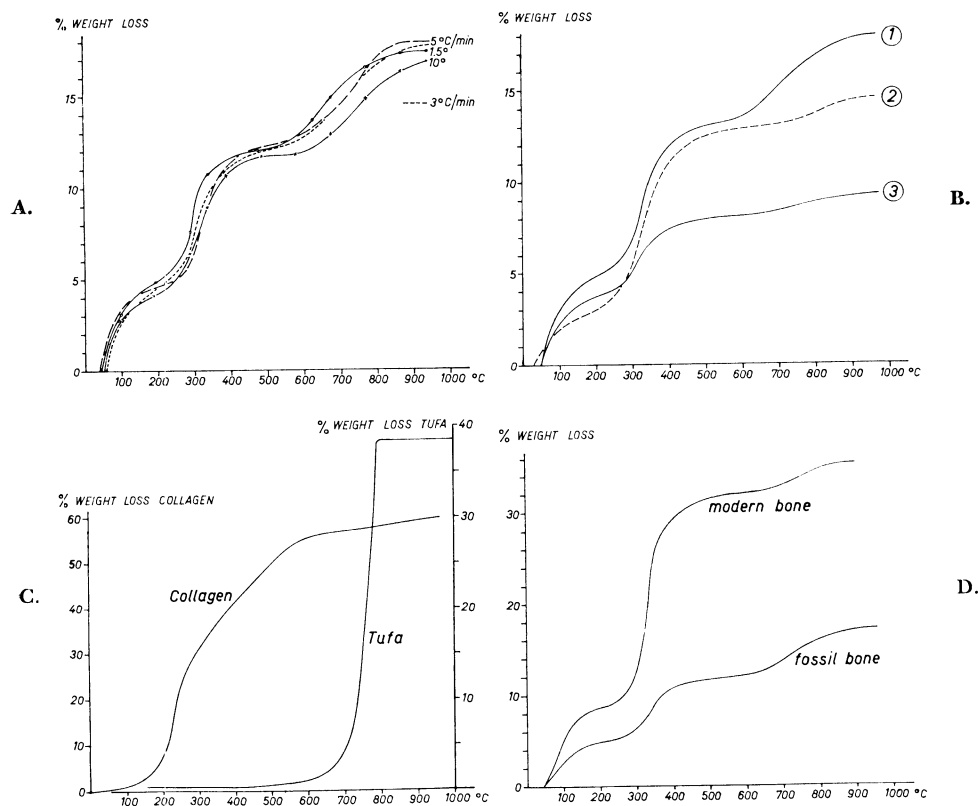 A.
% WEIGHT LOSS
15
10
5
0
100 200 300 400 500 600 700 800 900 1000 °C
5°C/min
1.5°
10°
3°C/min
B.
% WEIGHT LOSS
15
10
5
0
100 200 300 400 500 600 700 800 900 1000 °C
1
2
3
C.
% WEIGHT LOSS COLLAGEN
60
50
40
30
20
10
0
% WEIGHT LOSS TUFA
40
30
20
10
100 200 300 400 500 600 700 800 900 1000 °C
Collagen
Tufa
D.
% WEIGHT LOSS
30
20
10
0
100 200 300 400 500 600 700 800 900 1000 °C
modern bone
fossil bone